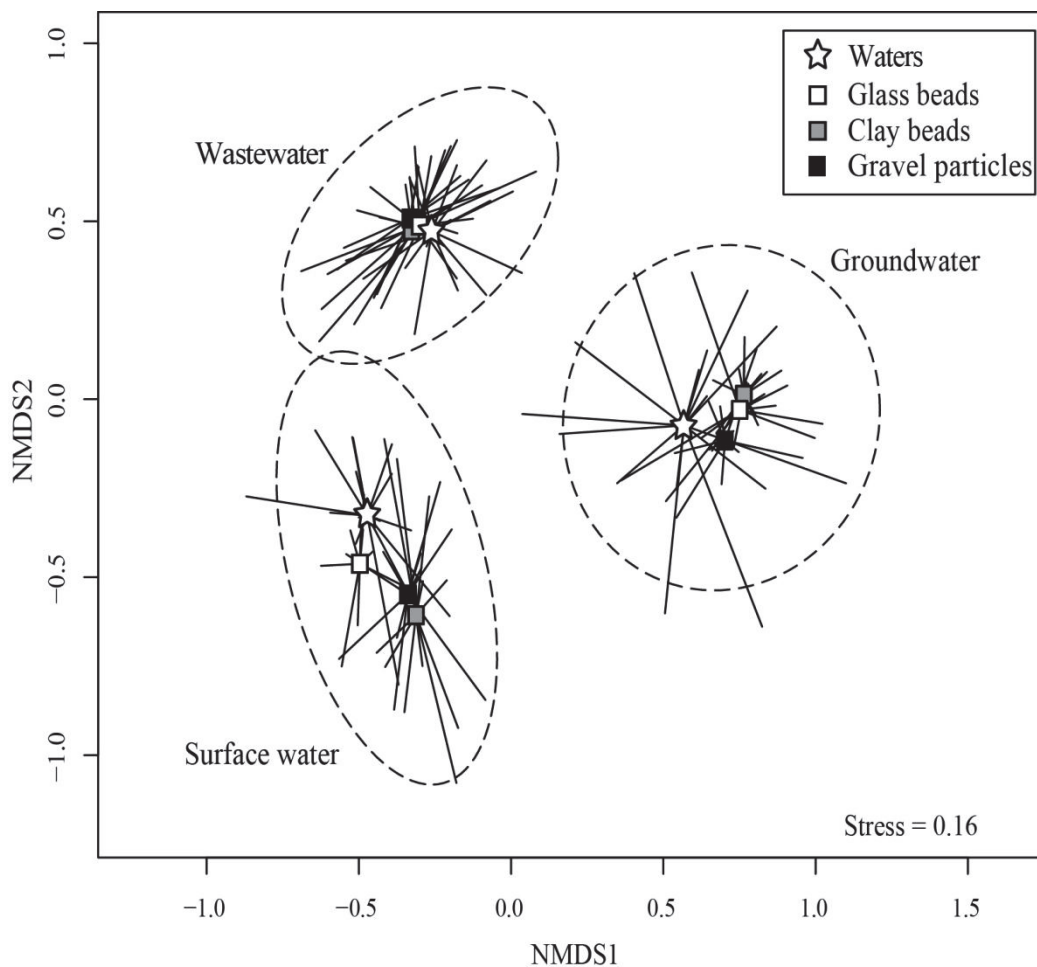 Waters
Glass beads
Clay beads
Gravel particles
Wastewater
Groundwater
Surface water
Stress = 0.16
NMDS2
1.0
0.5
0.0
−0.5
−1.0
−1.0
−0.5
0.0
0.5
1.0
1.5
NMDS1